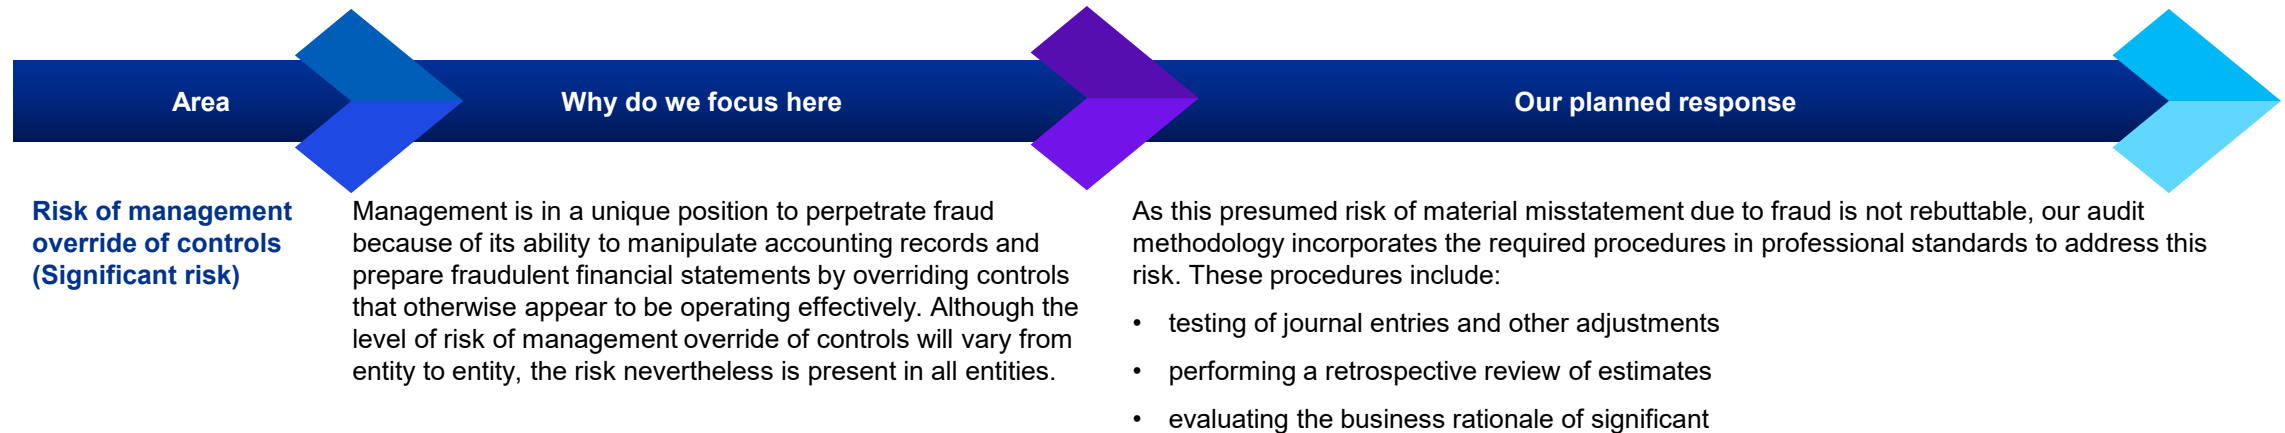 Area
Why do we focus here
Our planned response
Risk of management
override of controls
(Significant risk)
Management is in a unique position to perpetrate fraud
because of its ability to manipulate accounting records and
prepare fraudulent financial statements by overriding controls
that otherwise appear to be operating effectively. Although the
level of risk of management override of controls will vary from
entity to entity, the risk nevertheless is present in all entities.
As this presumed risk of material misstatement due to fraud is not rebuttable, our audit
methodology incorporates the required procedures in professional standards to address this
risk. These procedures include:
• testing of journal entries and other adjustments
• performing a retrospective review of estimates
• evaluating the business rationale of significant